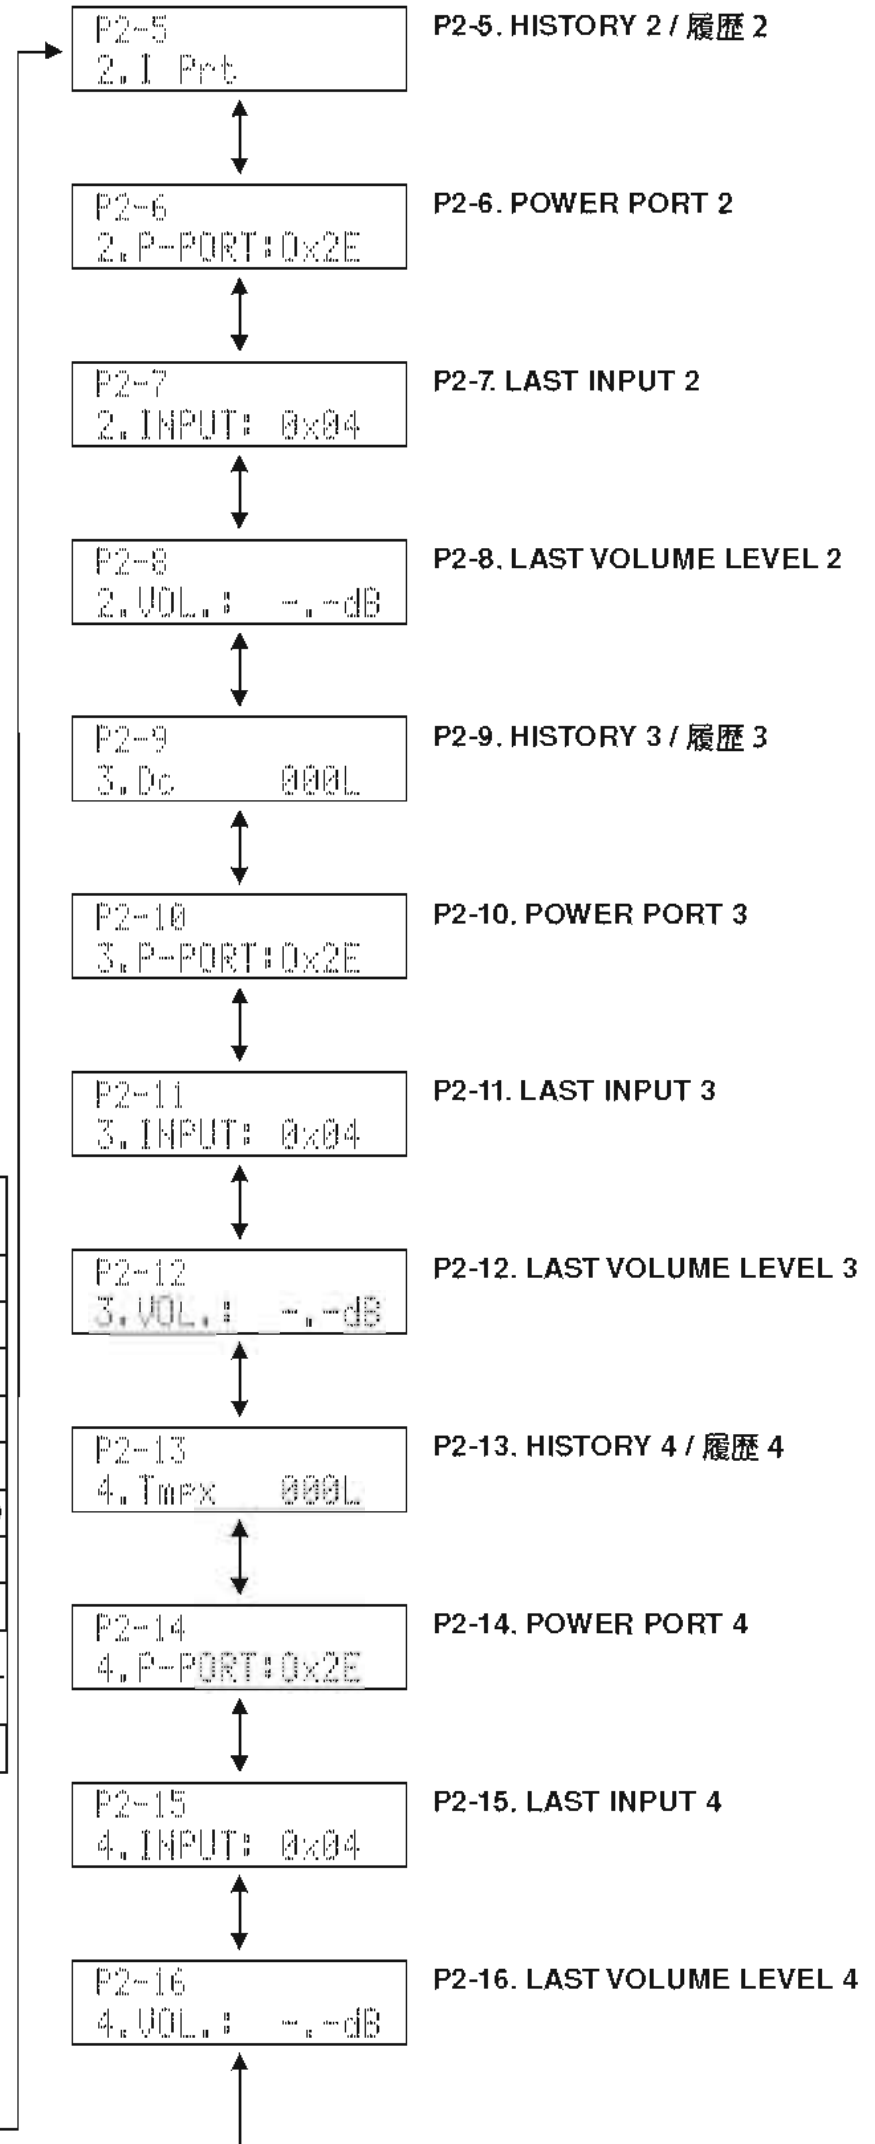 P2-5
2.I Prt
P2-5. HISTORY 2 / 履歴 2
P2-6
2.P-PORT:0x2E
P2-6. POWER PORT 2
P2-7
2.INPUT: 0x04
P2-7. LAST INPUT 2
P2-8
2.VOL.: -.-dB
P2-8. LAST VOLUME LEVEL 2
P2-9
3.Dc 000L
P2-9. HISTORY 3 / 履歴 3
P2-10
3.P-PORT:0x2E
P2-10. POWER PORT 3
P2-11
3.INPUT: 0x04
P2-11. LAST INPUT 3
P2-12
3.VOL.: -.-dB
P2-12. LAST VOLUME LEVEL 3
P2-13
4.Tmpx 000L
P2-13. HISTORY 4 / 履歴 4
P2-14
4.P-PORT:0x2E
P2-14. POWER PORT 4
P2-15
4.INPUT: 0x04
P2-15. LAST INPUT 4
P2-16
4.VOL.: -.-dB
P2-16. LAST VOLUME LEVEL 4